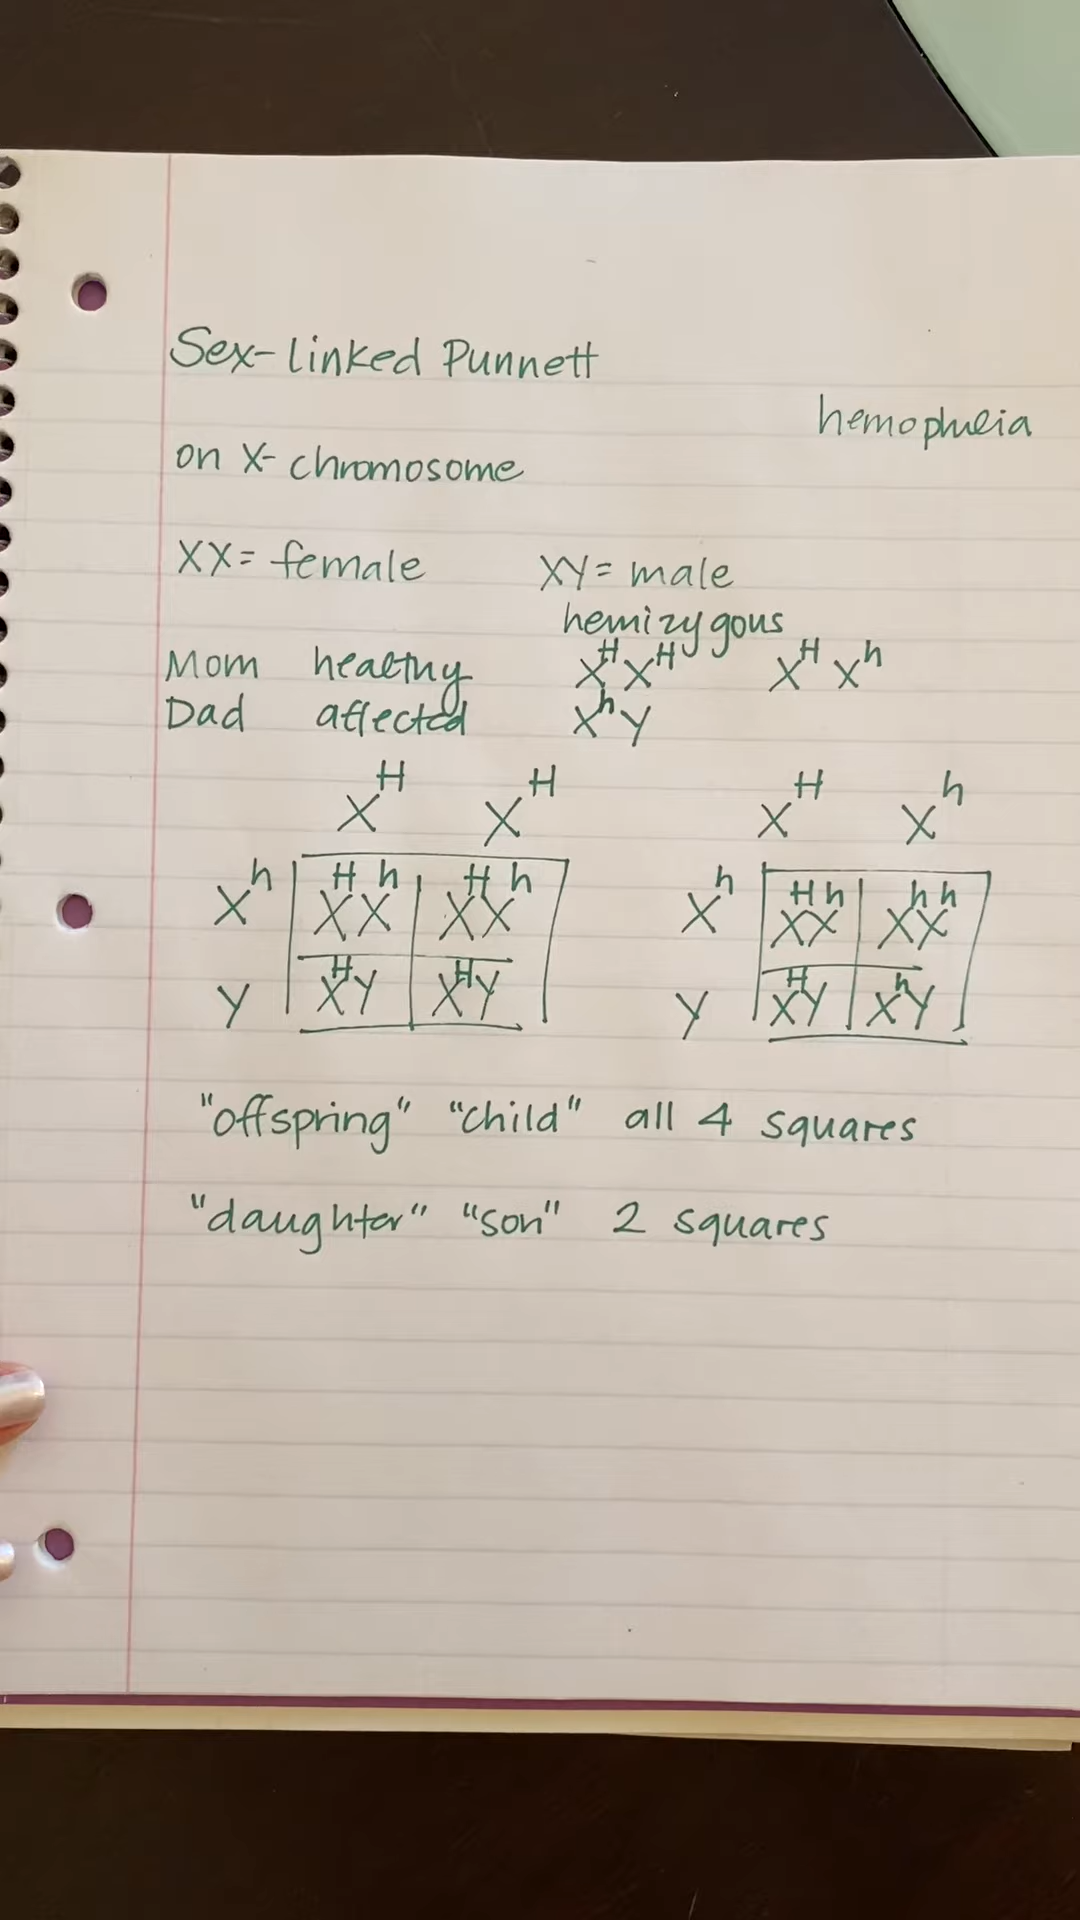 Sex-linked Punnett
hemophilia
on X-chromosome
XX = female XY = male
hemizygous
Mom healthy X^H X^H X^H X^h
Dad affected X^h Y
X^H X^H X^H X^h
X^h X^H X^h X^H X^h X^h X^H X^h X^h X^h
Y X^H Y X^H Y Y X^H Y X^h Y
"offspring" "child" all 4 squares
"daughter" "son" 2 squares